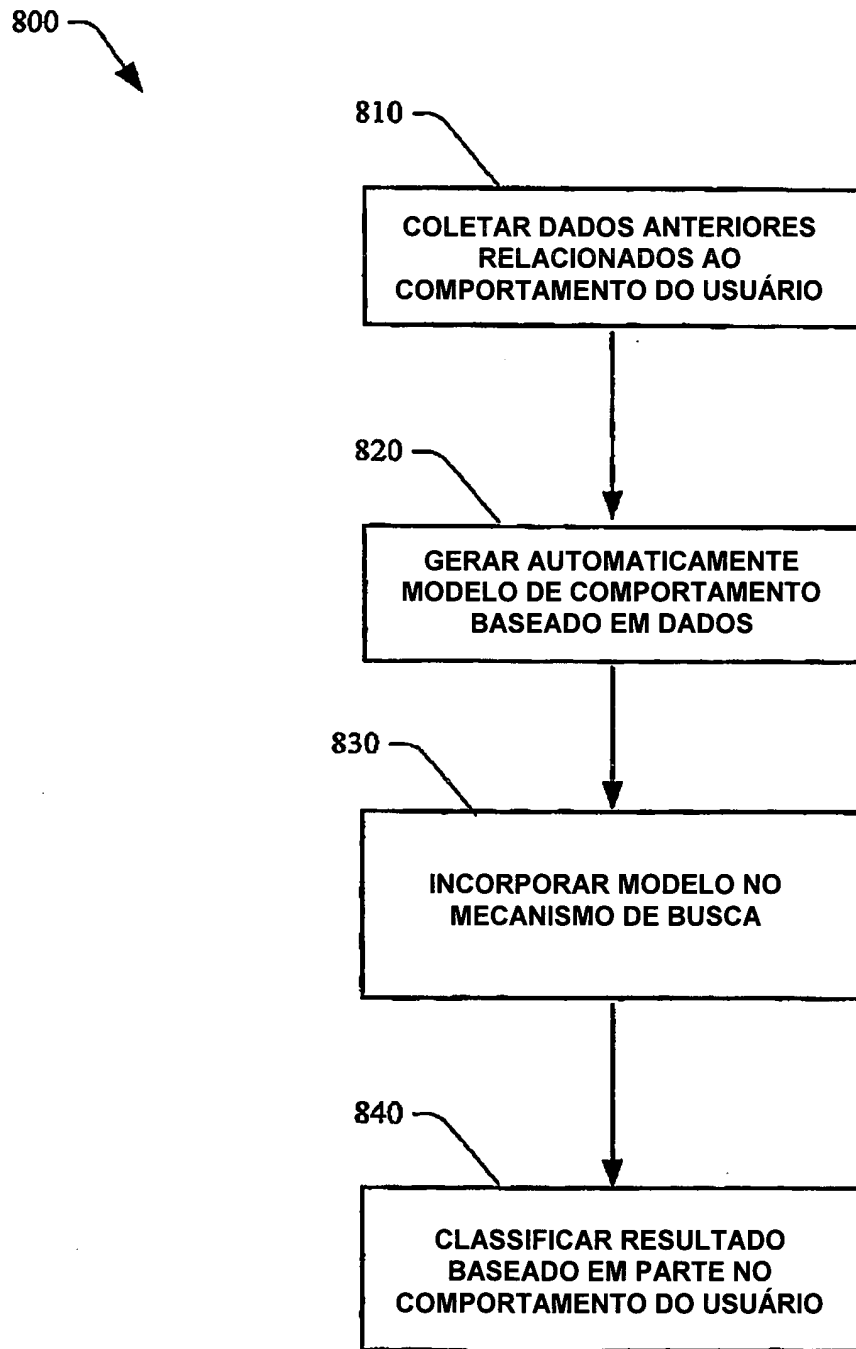 800
810
COLETAR DADOS ANTERIORES
RELACIONADOS AO
COMPORTAMENTO DO USUÁRIO
820
GERAR AUTOMATICAMENTE
MODELO DE COMPORTAMENTO
BASEADO EM DADOS
830
INCORPORAR MODELO NO
MECANISMO DE BUSCA
840
CLASSIFICAR RESULTADO
BASEADO EM PARTE NO
COMPORTAMENTO DO USUÁRIO